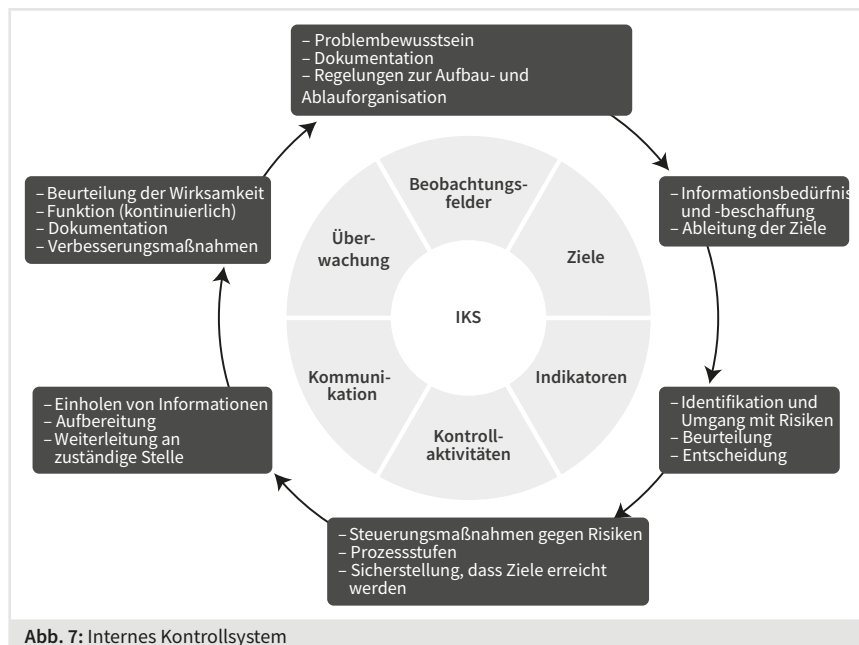 – Problembewusstsein
– Dokumentation
– Regelungen zur Aufbau- und
Ablauforganisation
– Informationsbedürfnis
und -beschaffung
– Ableitung der Ziele
– Identifikation und
Umgang mit Risiken
– Beurteilung
– Entscheidung
– Steuerungsmaßnahmen gegen Risiken
– Prozessstufen
– Sicherstellung, dass Ziele erreicht
werden
– Einholen von Informationen
– Aufbereitung
– Weiterleitung an
zuständige Stelle
– Beurteilung der Wirksamkeit
– Funktion (kontinuierlich)
– Dokumentation
– Verbesserungsmaßnahmen
Beobachtungs-
felder
Ziele
Indikatoren
Kontroll-
aktivitäten
Kommuni-
kation
Über-
wachung
IKS
Abb. 7: Internes Kontrollsystem